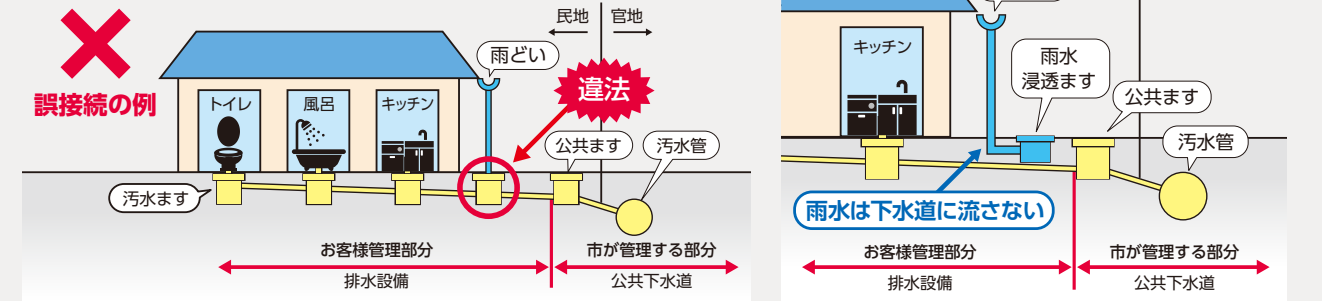 誤接続の例
民地
官地
雨どい
違法
トイレ
風呂
キッチン
公共ます
汚水管
汚水ます
お客様管理部分
市が管理する部分
排水設備
公共下水道
キッチン
雨水
浸透ます
公共ます
汚水管
雨水は下水道に流さない
お客様管理部分
市が管理する部分
排水設備
公共下水道